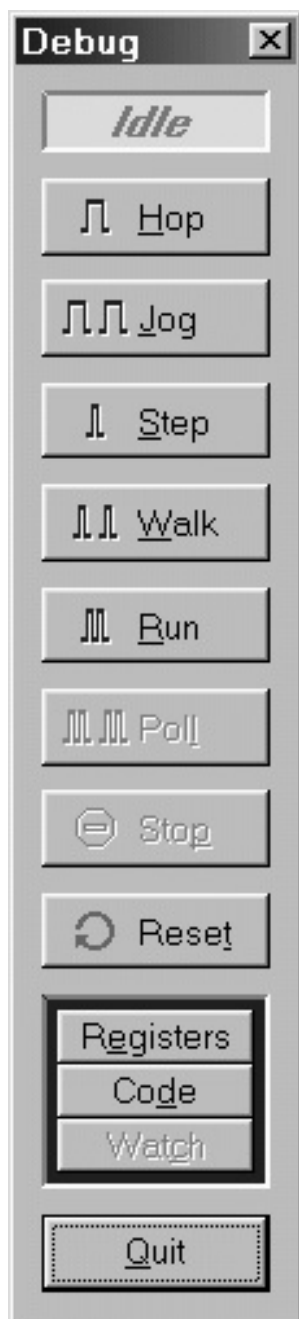 Debug
Idle
Hop
Jog
Step
Walk
Run
Poll
Stop
Reset
Registers
Code
Watch
Quit